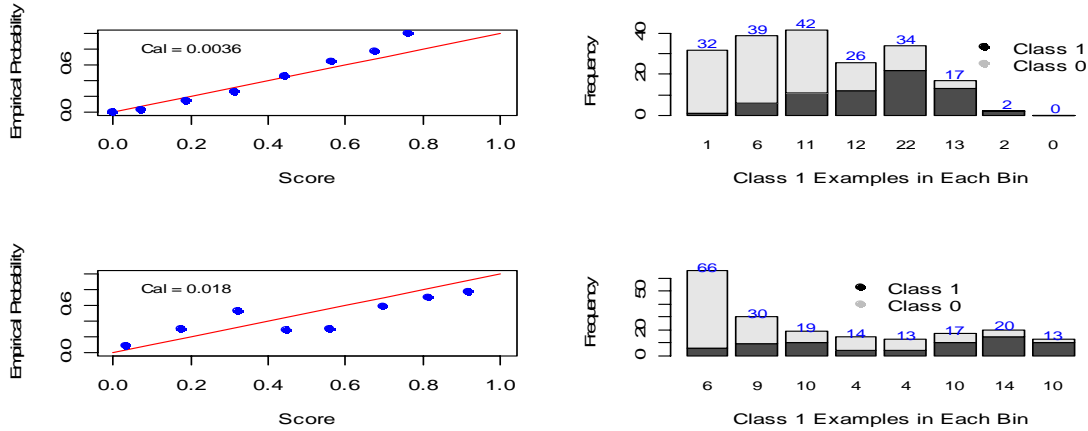 Empirical Probability
0.0 0.6
Cal = 0.0036
0.0 0.2 0.4 0.6 0.8 1.0
Score
Frequency
0 20 40
32 39 42 26 34 17 2 0
Class 1
Class 0
1 6 11 12 22 13 2 0
Class 1 Examples in Each Bin
Empirical Probability
0.0 0.6
Cal = 0.018
0.0 0.2 0.4 0.6 0.8 1.0
Score
Frequency
0 20 50
66 30 19 14 13 17 20 13
Class 1
Class 0
6 9 10 4 4 10 14 10
Class 1 Examples in Each Bin